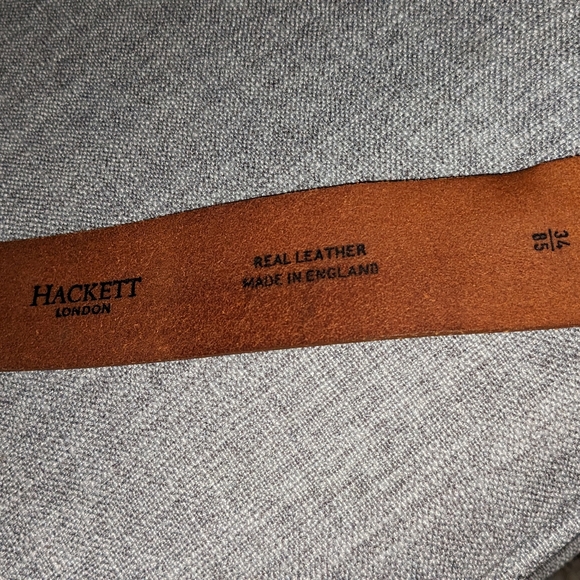 HACKETT
LONDON
REAL LEATHER
MADE IN ENGLAND
34
85